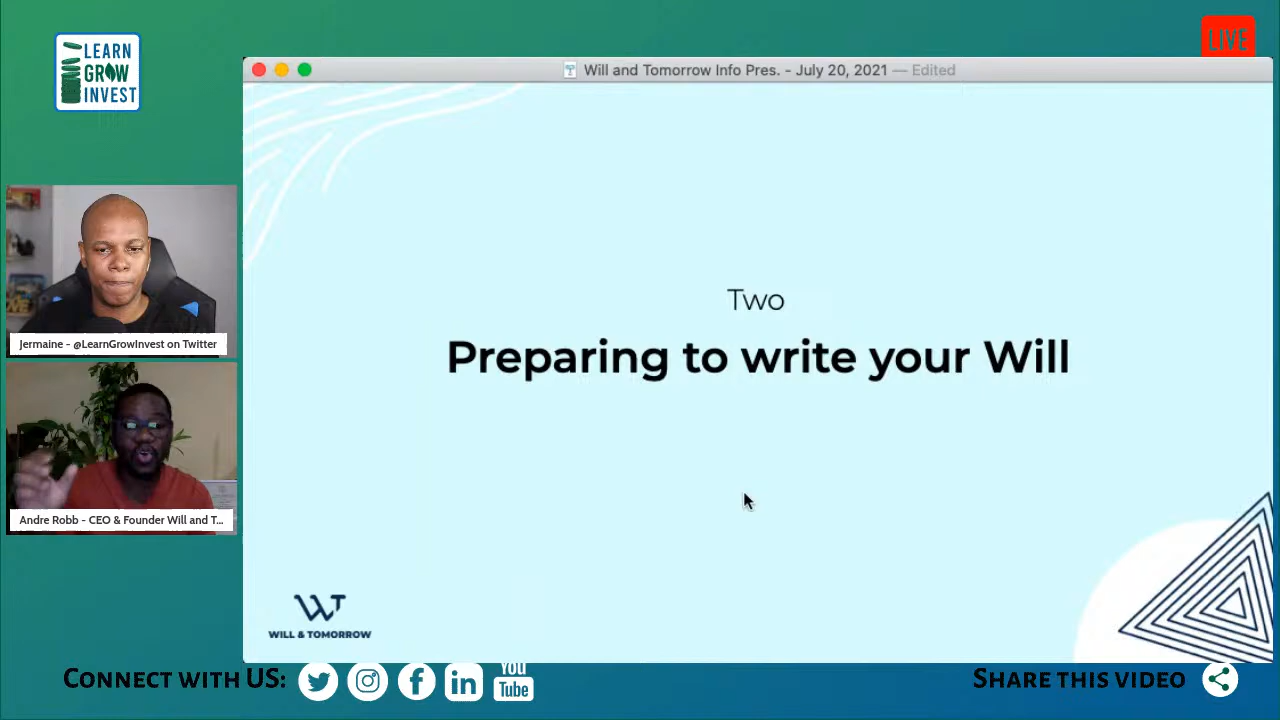 LEARN
GROW
INVEST
LIVE
Will and Tomorrow Info Pres. - July 20, 2021 — Edited
Two
Preparing to write your Will
Jermaine - @LearnGrowInvest on Twitter
Andre Robb - CEO & Founder Will and T...
WT
WILL & TOMORROW
CONNECT WITH US:
in
You
Tube
SHARE THIS VIDEO